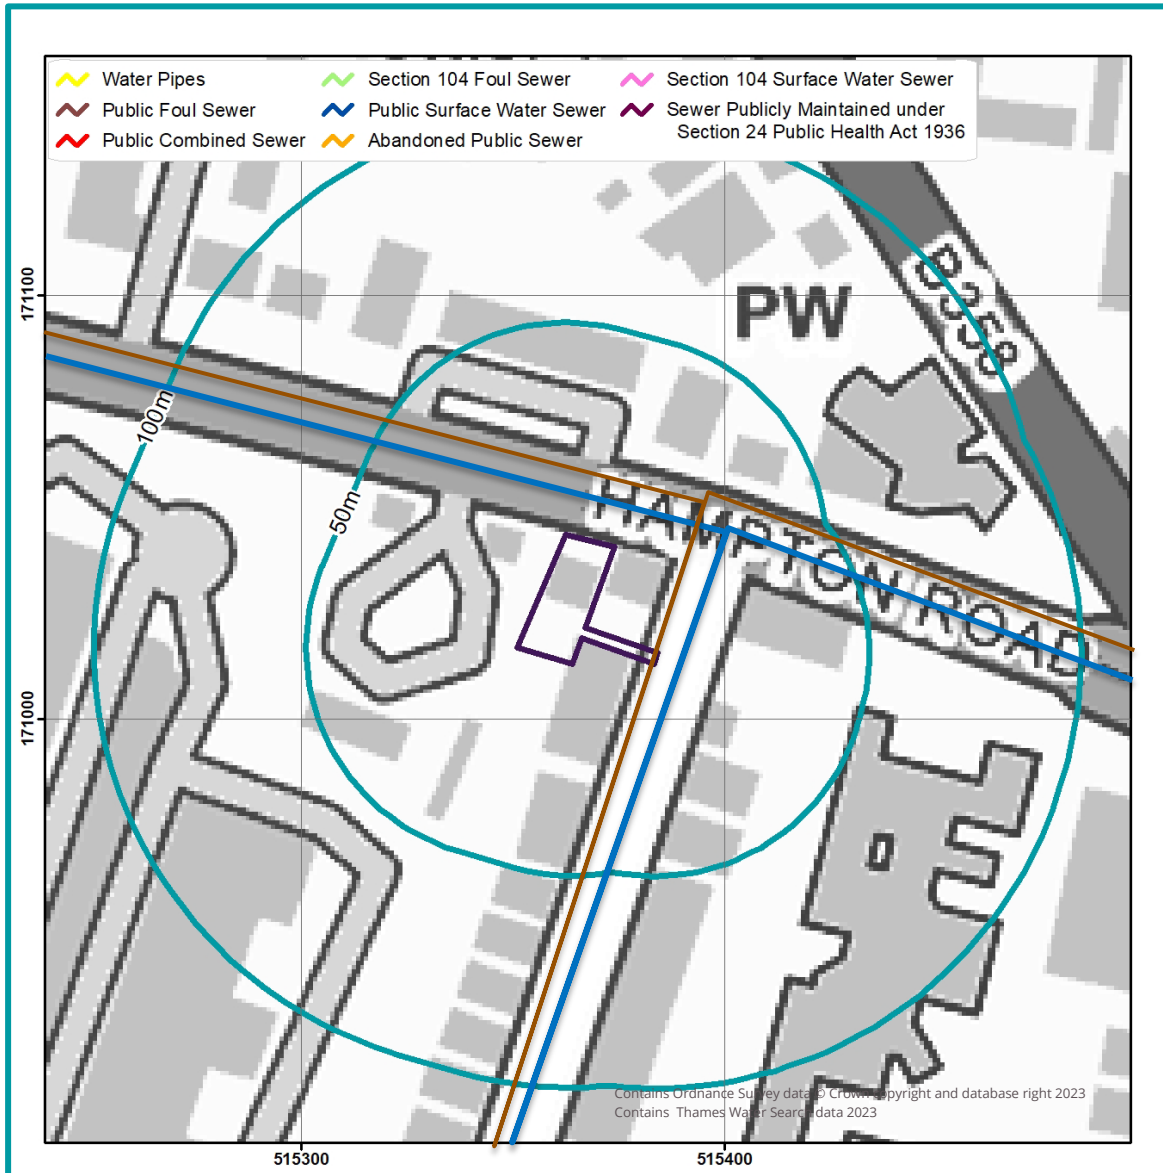 Water Pipes
Section 104 Foul Sewer
Section 104 Surface Water Sewer
Public Foul Sewer
Public Surface Water Sewer
Sewer Publicly Maintained under
Section 24 Public Health Act 1936
Public Combined Sewer
Abandoned Public Sewer
171100
B358
PW
100m
50m
HAMPTON ROAD
171000
Contains Ordnance Survey data © Crown copyright and database right 2023
Contains Thames Water Search data 2023
515300
515400